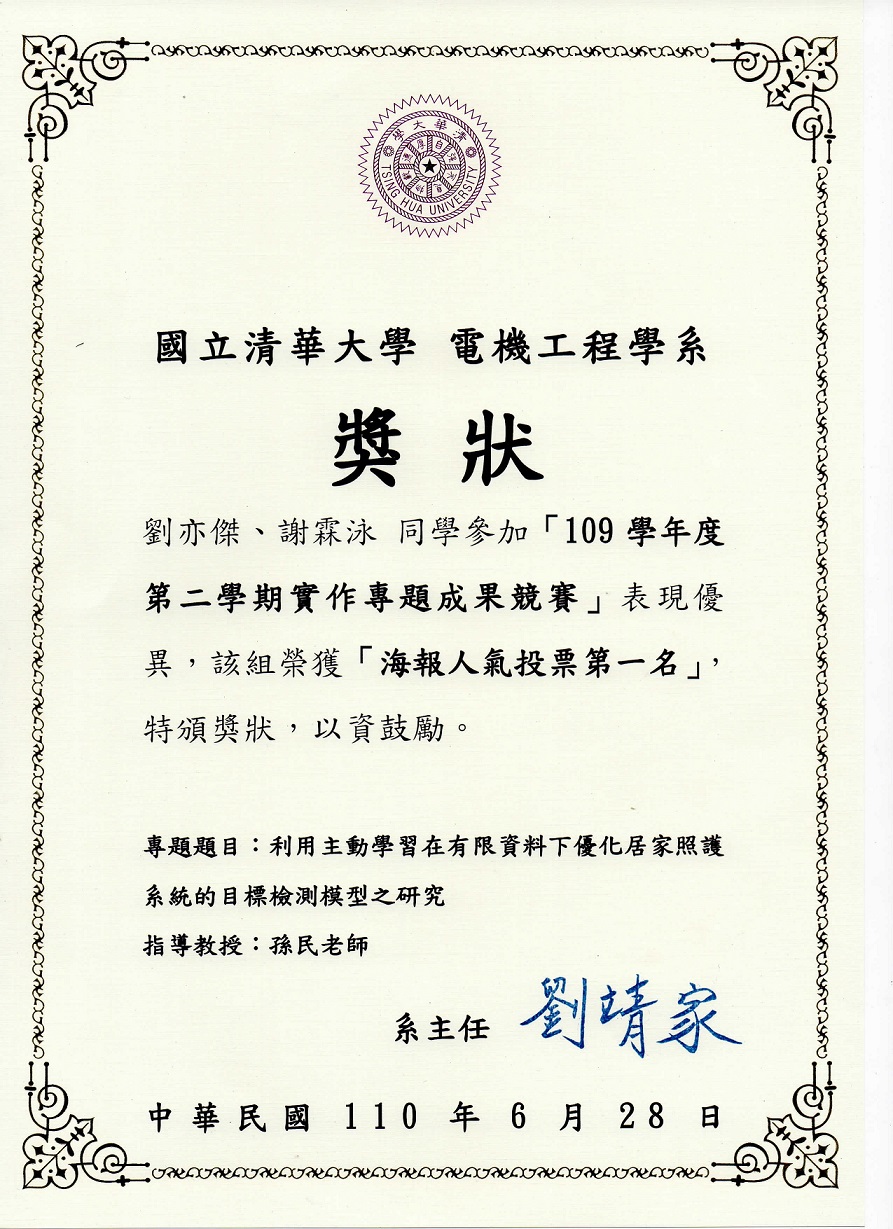 學大華清
TSING HUA UNIVERSITY
國立清華大學 電機工程學系
獎 狀
劉亦傑、謝霖泳 同學參加「109 學年度
第二學期實作專題成果競賽」表現優
異,該組榮獲「海報人氣投票第一名」,
特頒獎狀,以資鼓勵。
專題題目:利用主動學習在有限資料下優化居家照護
系統的目標檢測模型之研究
指導教授:孫民老師
系主任 劉靖家
中華民國 110 年 6 月 28 日